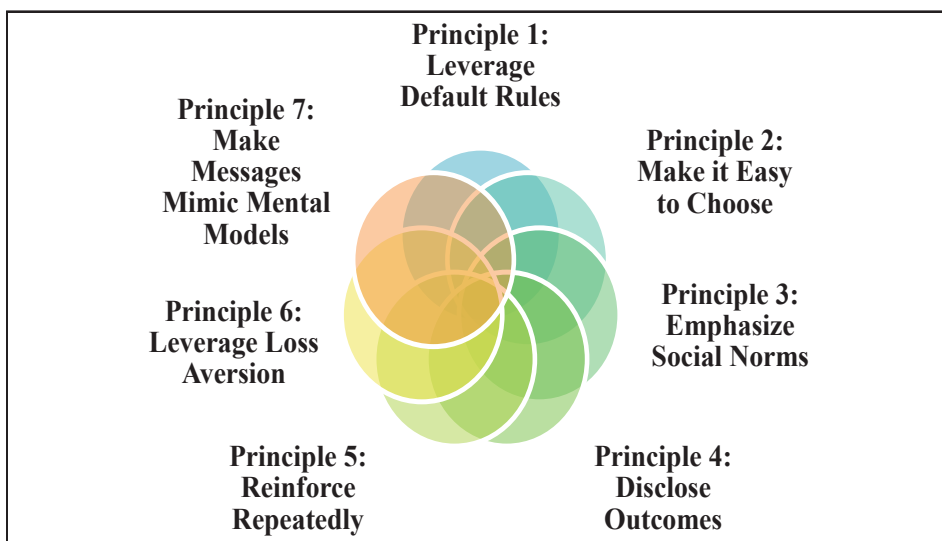 Principle 1:
Leverage
Default Rules
Principle 2:
Make it Easy
to Choose
Principle 3:
Emphasize
Social Norms
Principle 4:
Disclose
Outcomes
Principle 5:
Reinforce
Repeatedly
Principle 6:
Leverage Loss
Aversion
Principle 7:
Make
Messages
Mimic Mental
Models